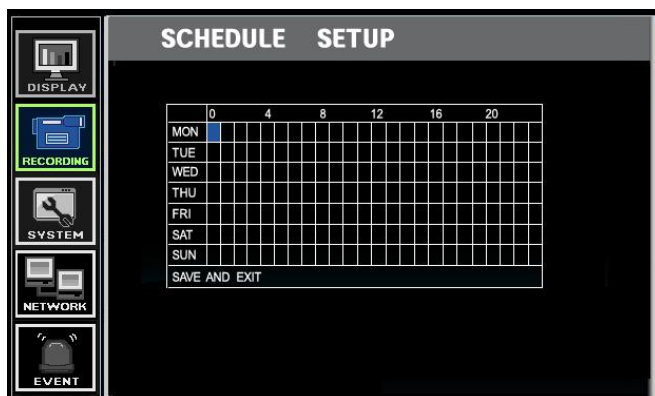 SCHEDULE SETUP
DISPLAY
RECORDING
SYSTEM
NETWORK
EVENT
0 4 8 12 16 20
MON
TUE
WED
THU
FRI
SAT
SUN
SAVE AND EXIT